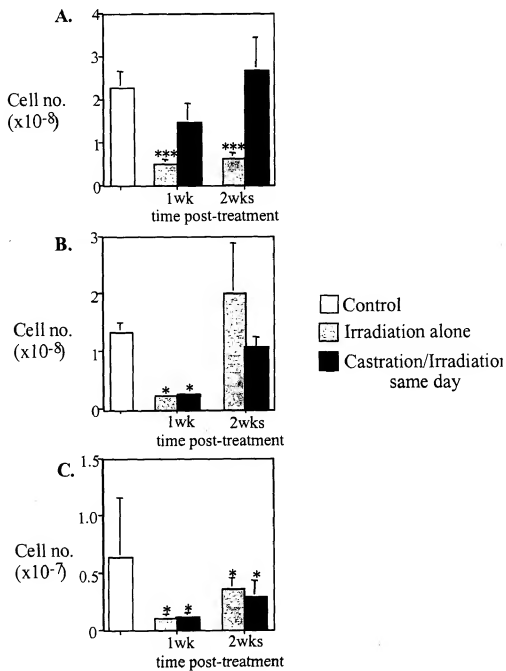 A.
4
3
2
1
0
Cell no.
(x10-8)
***
***
1wk 2wks
time post-treatment
B.
3
2
1
0
Cell no.
(x10-8)
* *
1wk 2wks
time post-treatment
Control
Irradiation alone
Castration/Irradiation
same day
C.
1.5
1.0
0.5
0
Cell no.
(x10-7)
* *
* *
1wk 2wks
time post-treatment